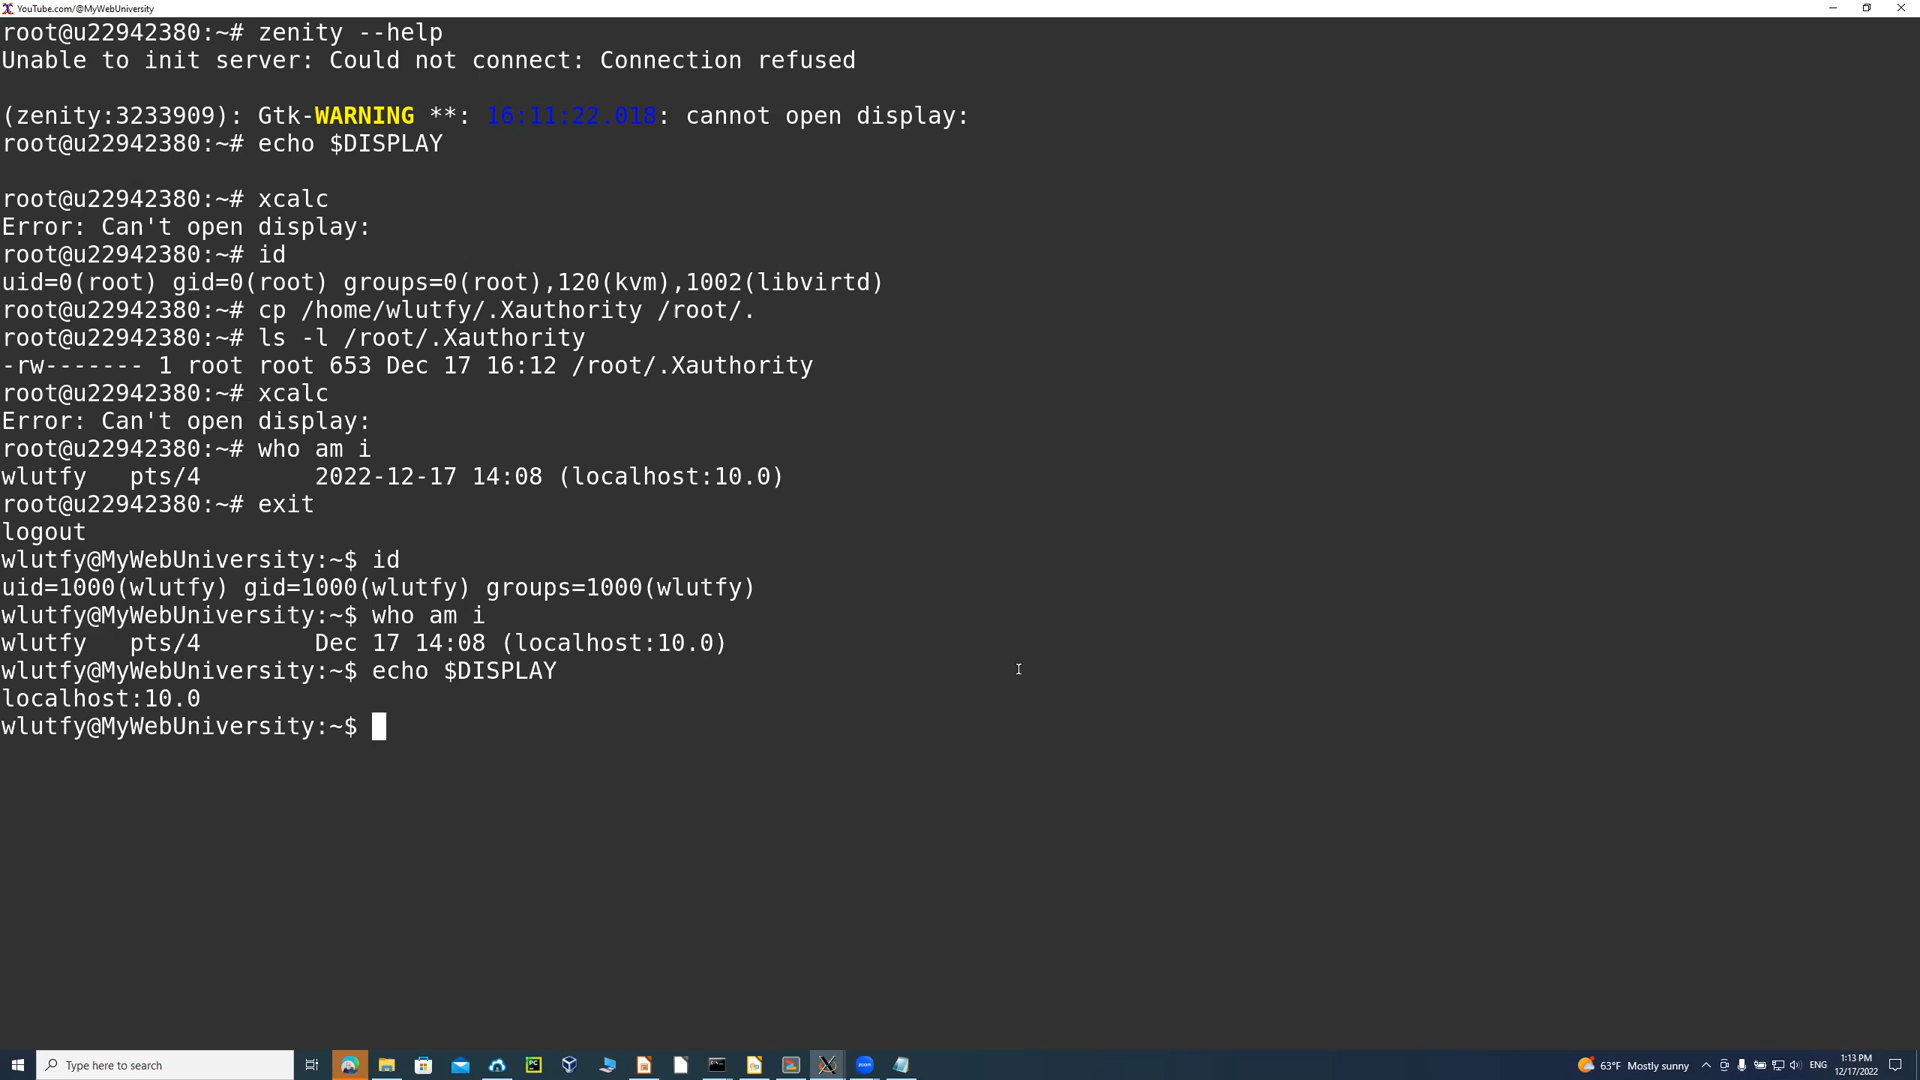 YouTube.com/@MyWebUniversity
root@u22942380:~# zenity --help
Unable to init server: Could not connect: Connection refused
(zenity:3233909): Gtk-WARNING **: 16:11:22.018: cannot open display:
root@u22942380:~# echo $DISPLAY
root@u22942380:~# xcalc
Error: Can't open display:
root@u22942380:~# id
uid=0(root) gid=0(root) groups=0(root),120(kvm),1002(libvirtd)
root@u22942380:~# cp /home/wlutfy/.Xauthority /root/.
root@u22942380:~# ls -l /root/.Xauthority
-rw------- 1 root root 653 Dec 17 16:12 /root/.Xauthority
root@u22942380:~# xcalc
Error: Can't open display:
root@u22942380:~# who am i
wlutfy   pts/4        2022-12-17 14:08 (localhost:10.0)
root@u22942380:~# exit
logout
wlutfy@MyWebUniversity:~$ id
uid=1000(wlutfy) gid=1000(wlutfy) groups=1000(wlutfy)
wlutfy@MyWebUniversity:~$ who am i
wlutfy   pts/4        Dec 17 14:08 (localhost:10.0)
wlutfy@MyWebUniversity:~$ echo $DISPLAY
localhost:10.0
wlutfy@MyWebUniversity:~$
Type here to search
PC
zoom
63°F Mostly sunny
ENG
1:13 PM
12/17/2022